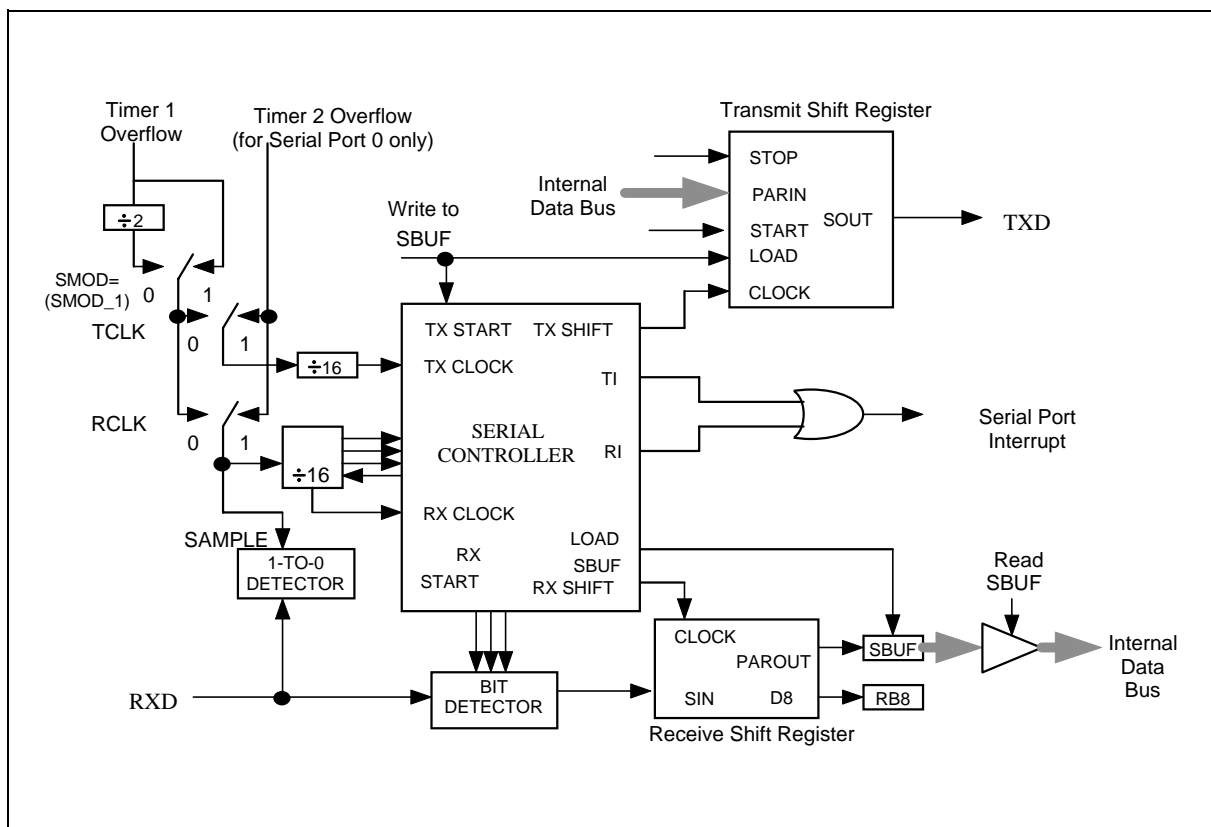 Timer 1
Overflow
Timer 2 Overflow
(for Serial Port 0 only)
÷2
SMOD=
(SMOD_1)
0
1
TCLK
0
1
÷16
RCLK
0
1
÷16
SAMPLE
1-TO-0
DETECTOR
RXD
Write to
SBUF
TX START
TX SHIFT
TX CLOCK
TI
SERIAL
CONTROLLER
RI
RX CLOCK
LOAD
SBUF
RX
START
RX SHIFT
BIT
DETECTOR
Transmit Shift Register
Internal
Data Bus
STOP
PARIN
SOUT
START
LOAD
CLOCK
TXD
Serial Port
Interrupt
CLOCK
PAROUT
SIN
D8
Receive Shift Register
SBUF
RB8
Read
SBUF
Internal
Data
Bus